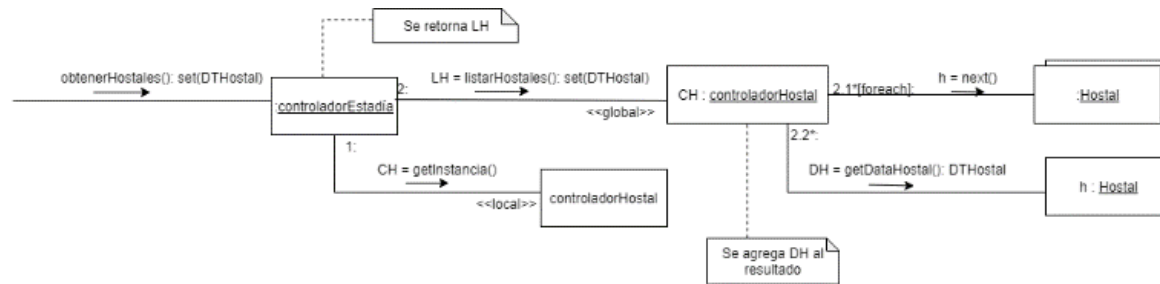 Se retorna LH
obtenerHostales(): set(DTHostal)
:controladorEstadía
2:
LH = listarHostales(): set(DTHostal)
<<global>>
CH : controladorHostal
2.1*[foreach]:
h = next()
:Hostal
1:
CH = getInstancia()
<<local>>
controladorHostal
2.2*:
DH = getDataHostal(): DTHostal
h : Hostal
Se agrega DH al
resultado